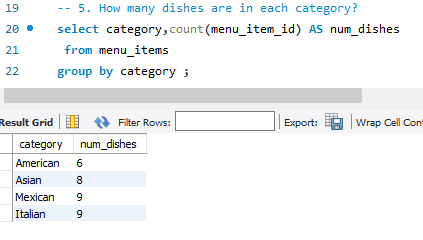 19 -- 5. How many dishes are in each category?
20 select category,count(menu_item_id) AS num_dishes
21 from menu_items
22 group by category ;
Result Grid Filter Rows: Export: Wrap Cell Cont
category num_dishes
American 6
Asian 8
Mexican 9
Italian 9